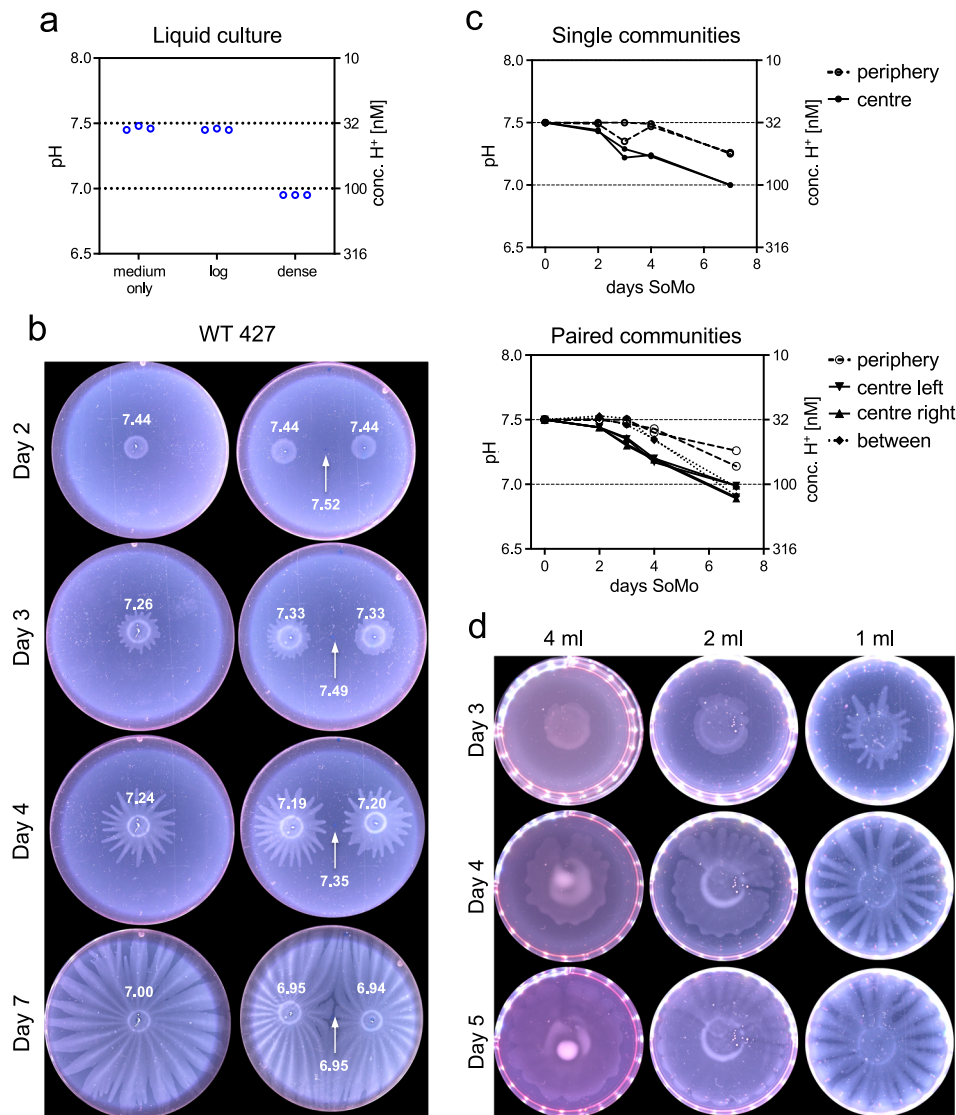 a
Liquid culture
8.0
7.5
7.0
6.5
pH
10
32
100
316
conc. H⁺ [nM]
medium
only
log
dense
b
WT 427
Day 2
7.44
7.44
7.44
7.52
Day 3
7.26
7.33
7.33
7.49
Day 4
7.24
7.19
7.20
7.35
Day 7
7.00
6.95
6.94
6.95
c
Single communities
8.0
7.5
7.0
6.5
pH
10
32
100
316
conc. H⁺ [nM]
0 2 4 6 8
days SoMo
periphery
centre
Paired communities
8.0
7.5
7.0
6.5
pH
10
32
100
316
conc. H⁺ [nM]
0 2 4 6 8
days SoMo
periphery
centre left
centre right
between
d
4 ml 2 ml 1 ml
Day 3
Day 4
Day 5